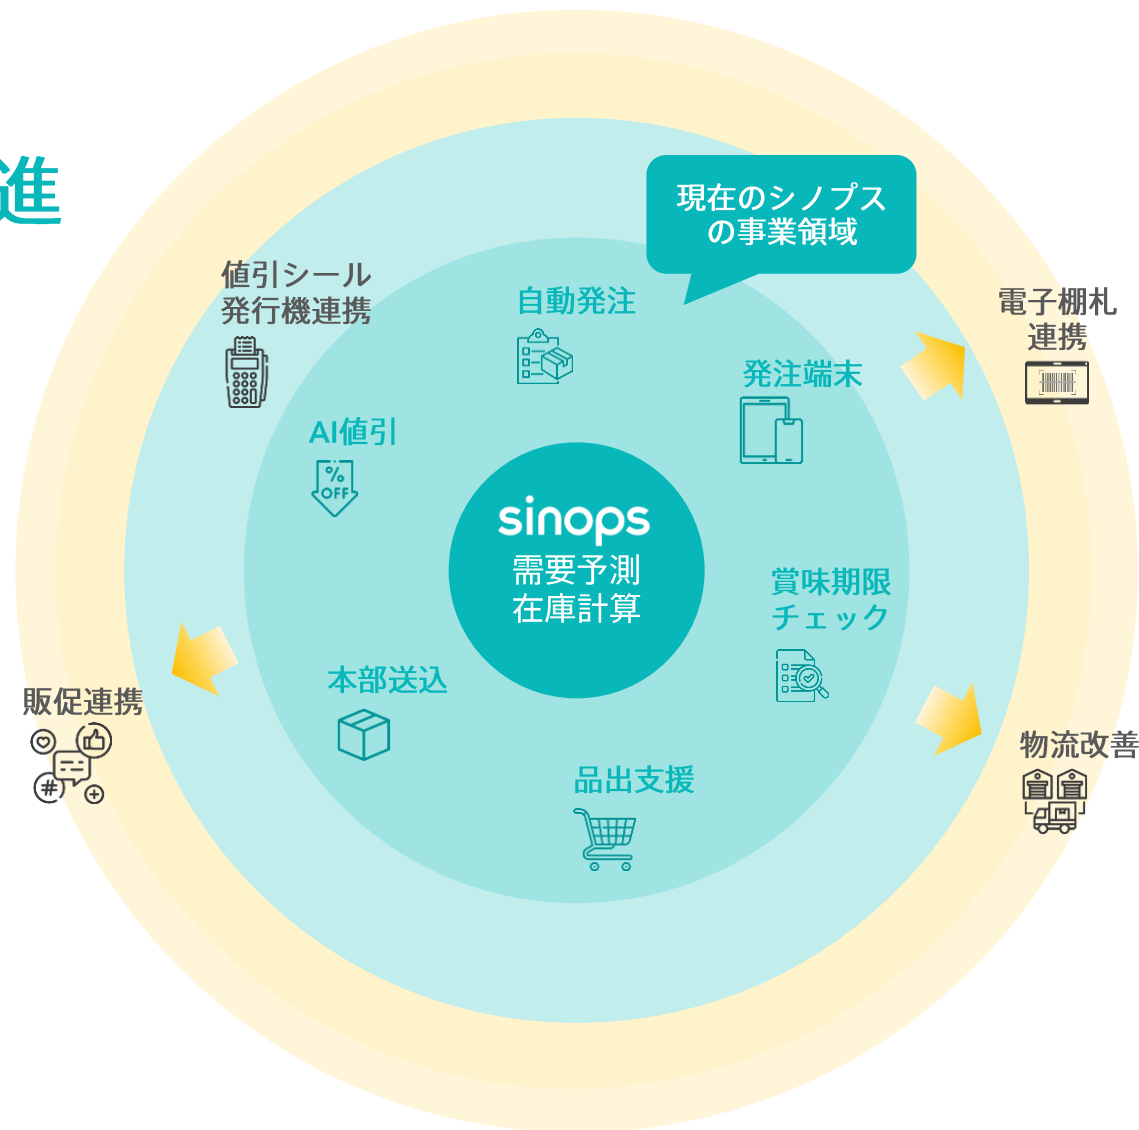 進
現在のシノプス
の事業領域
値引シール
発行機連携
自動発注
電子棚札
連携
発注端末
AI値引
%
OFF
sinops
需要予測
在庫計算
賞味期限
チェック
本部送込
販促連携
#
物流改善
品出支援